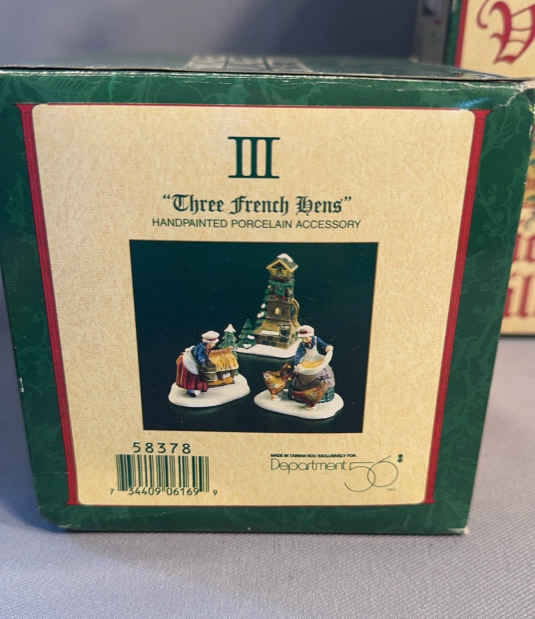 III
"Three French Hens"
HANDPAINTED PORCELAIN ACCESSORY
58378
7 34409 06169 9
MADE IN TAIWAN ROC EXCLUSIVELY FOR
Department 56